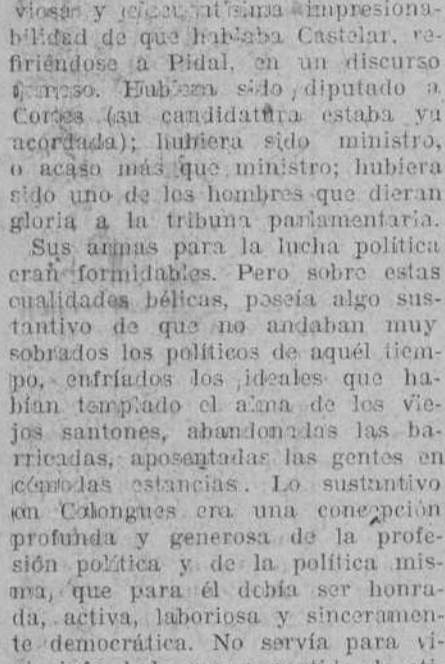 viosas y impresiona-
bilidad de que hablaba Castelar, re-
firiéndose a Pidal, en un discurso
famoso. Hubiera sido diputado a
Cortes (su candidatura estaba ya
acordada); hubiera sido ministro,
o acaso más que ministro; hubiera
sido uno de los hombres que dieran
gloria a la tribuna parlamentaria.
Sus armas para la lucha política
eran formidables. Pero sobre estas
cualidades bélicas, poseía algo sus-
tantivo de que no andaban muy
sobrados los políticos de aquél tiem-
po, enfríados los ideales que ha-
bían templado el alma de los vie-
jos santones, abandonadas las ba-
rricadas, aposentadas las gentes en
cómodas estancias. Lo sustantivo
en Colongues era una concepción
profunda y generosa de la profe-
sión política y de la política mis-
ma, que para él debía ser honra-
da, activa, laboriosa y sinceramen-
te democrática. No servía para vi-